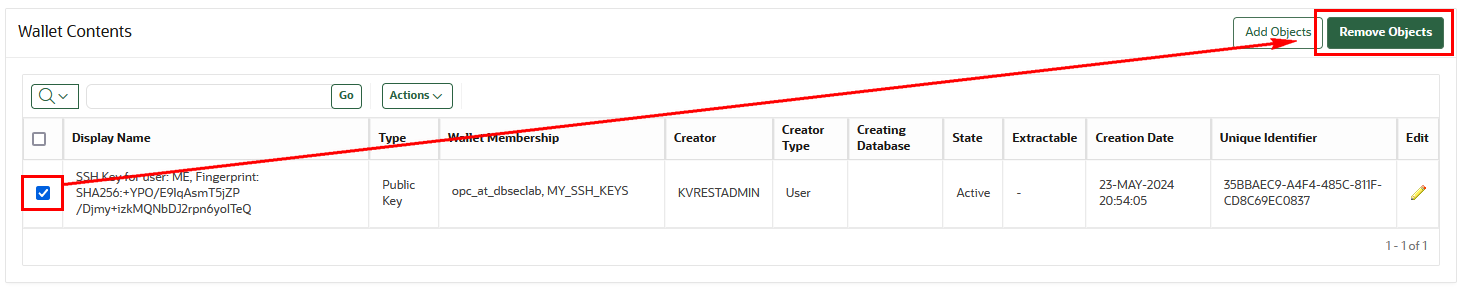 Wallet Contents
Add Objects
Remove Objects
Go
Actions
Display Name
Type
Wallet Membership
Creator
Creator
Type
Creating
Database
State
Extractable
Creation Date
Unique Identifier
Edit
SSH Key for user: ME, Fingerprint:
SHA256:+YPO/E9IqAsmT5jZP
/Djmy+izkMQNbDJ2rpn6yolTeQ
Public
Key
opc_at_dbseclab, MY_SSH_KEYS
KVRESTADMIN
User
Active
-
23-MAY-2024
20:54:05
35BBAEC9-A4F4-485C-811F-
CD8C69EC0837
1 - 1 of 1